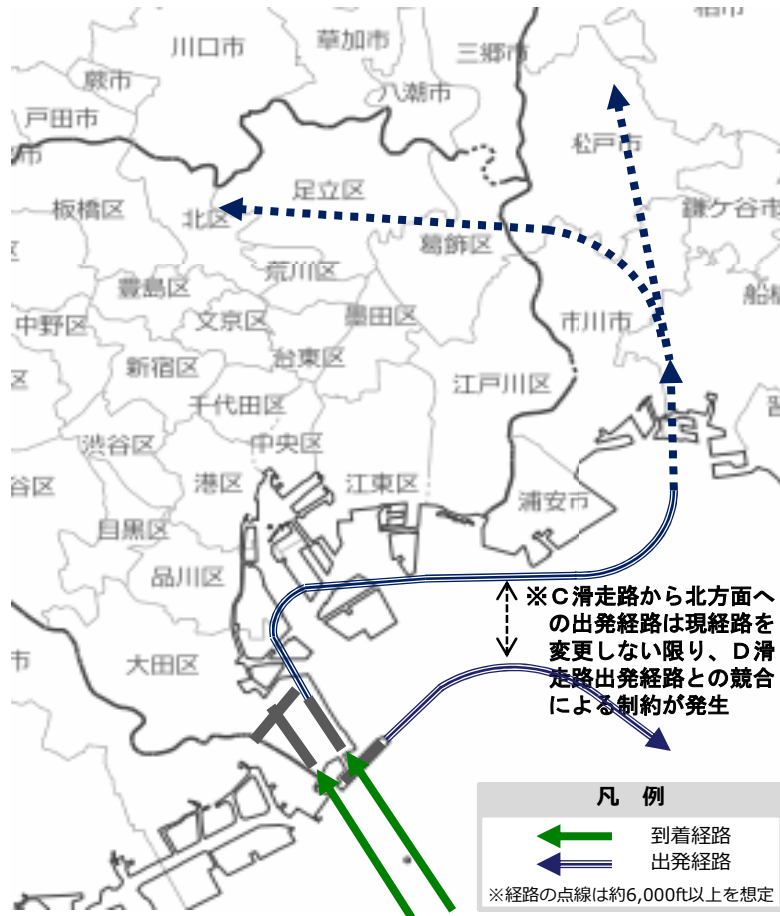 川口市
草加市
三郷市
蕨市
八潮市
戸田市
松戸市
足立区
板橋区
北区
鎌ケ谷市
葛飾区
荒川区
豊島区
船橋
文京区
墨田区
市川市
中野区
台東区
新宿区
江戸川区
千代田区
習
渋谷区
中央区
谷区
港区
江東区
浦安市
目黒区
品川区
※C滑走路から北方面へ
の出発経路は現経路を
変更しない限り、D滑
走路出発経路との競合
による制約が発生
市
大田区
凡 例
到着経路
出発経路
※経路の点線は約6,000ft以上を想定